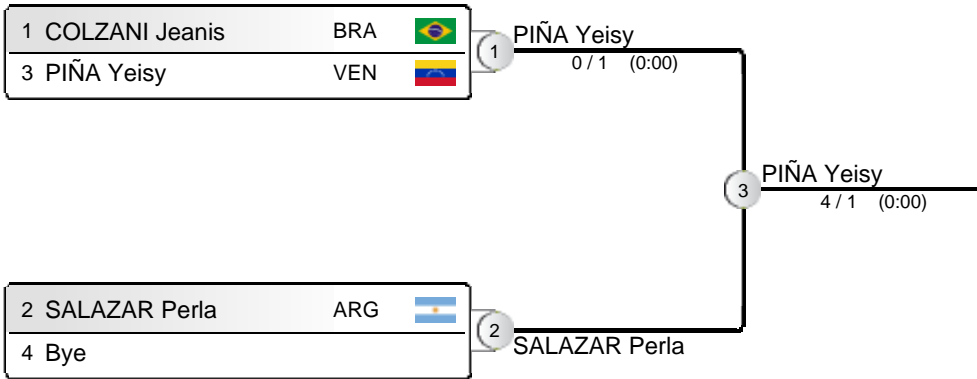 1 COLZANI Jeanis BRA
3 PIÑA Yeisy VEN
1
PIÑA Yeisy
0 / 1 (0:00)
3
PIÑA Yeisy
4 / 1 (0:00)
2 SALAZAR Perla ARG
4 Bye
2
SALAZAR Perla